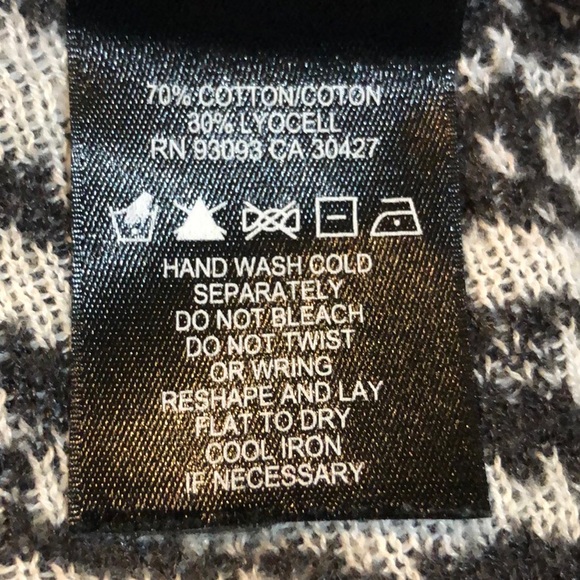 70% COTTON/COTON
30% LYOCELL
RN 93093 CA 30427
HAND WASH COLD
SEPARATELY
DO NOT BLEACH
DO NOT TWIST
OR WRING
RESHAPE AND LAY
FLAT TO DRY
COOL IRON
IF NECESSARY